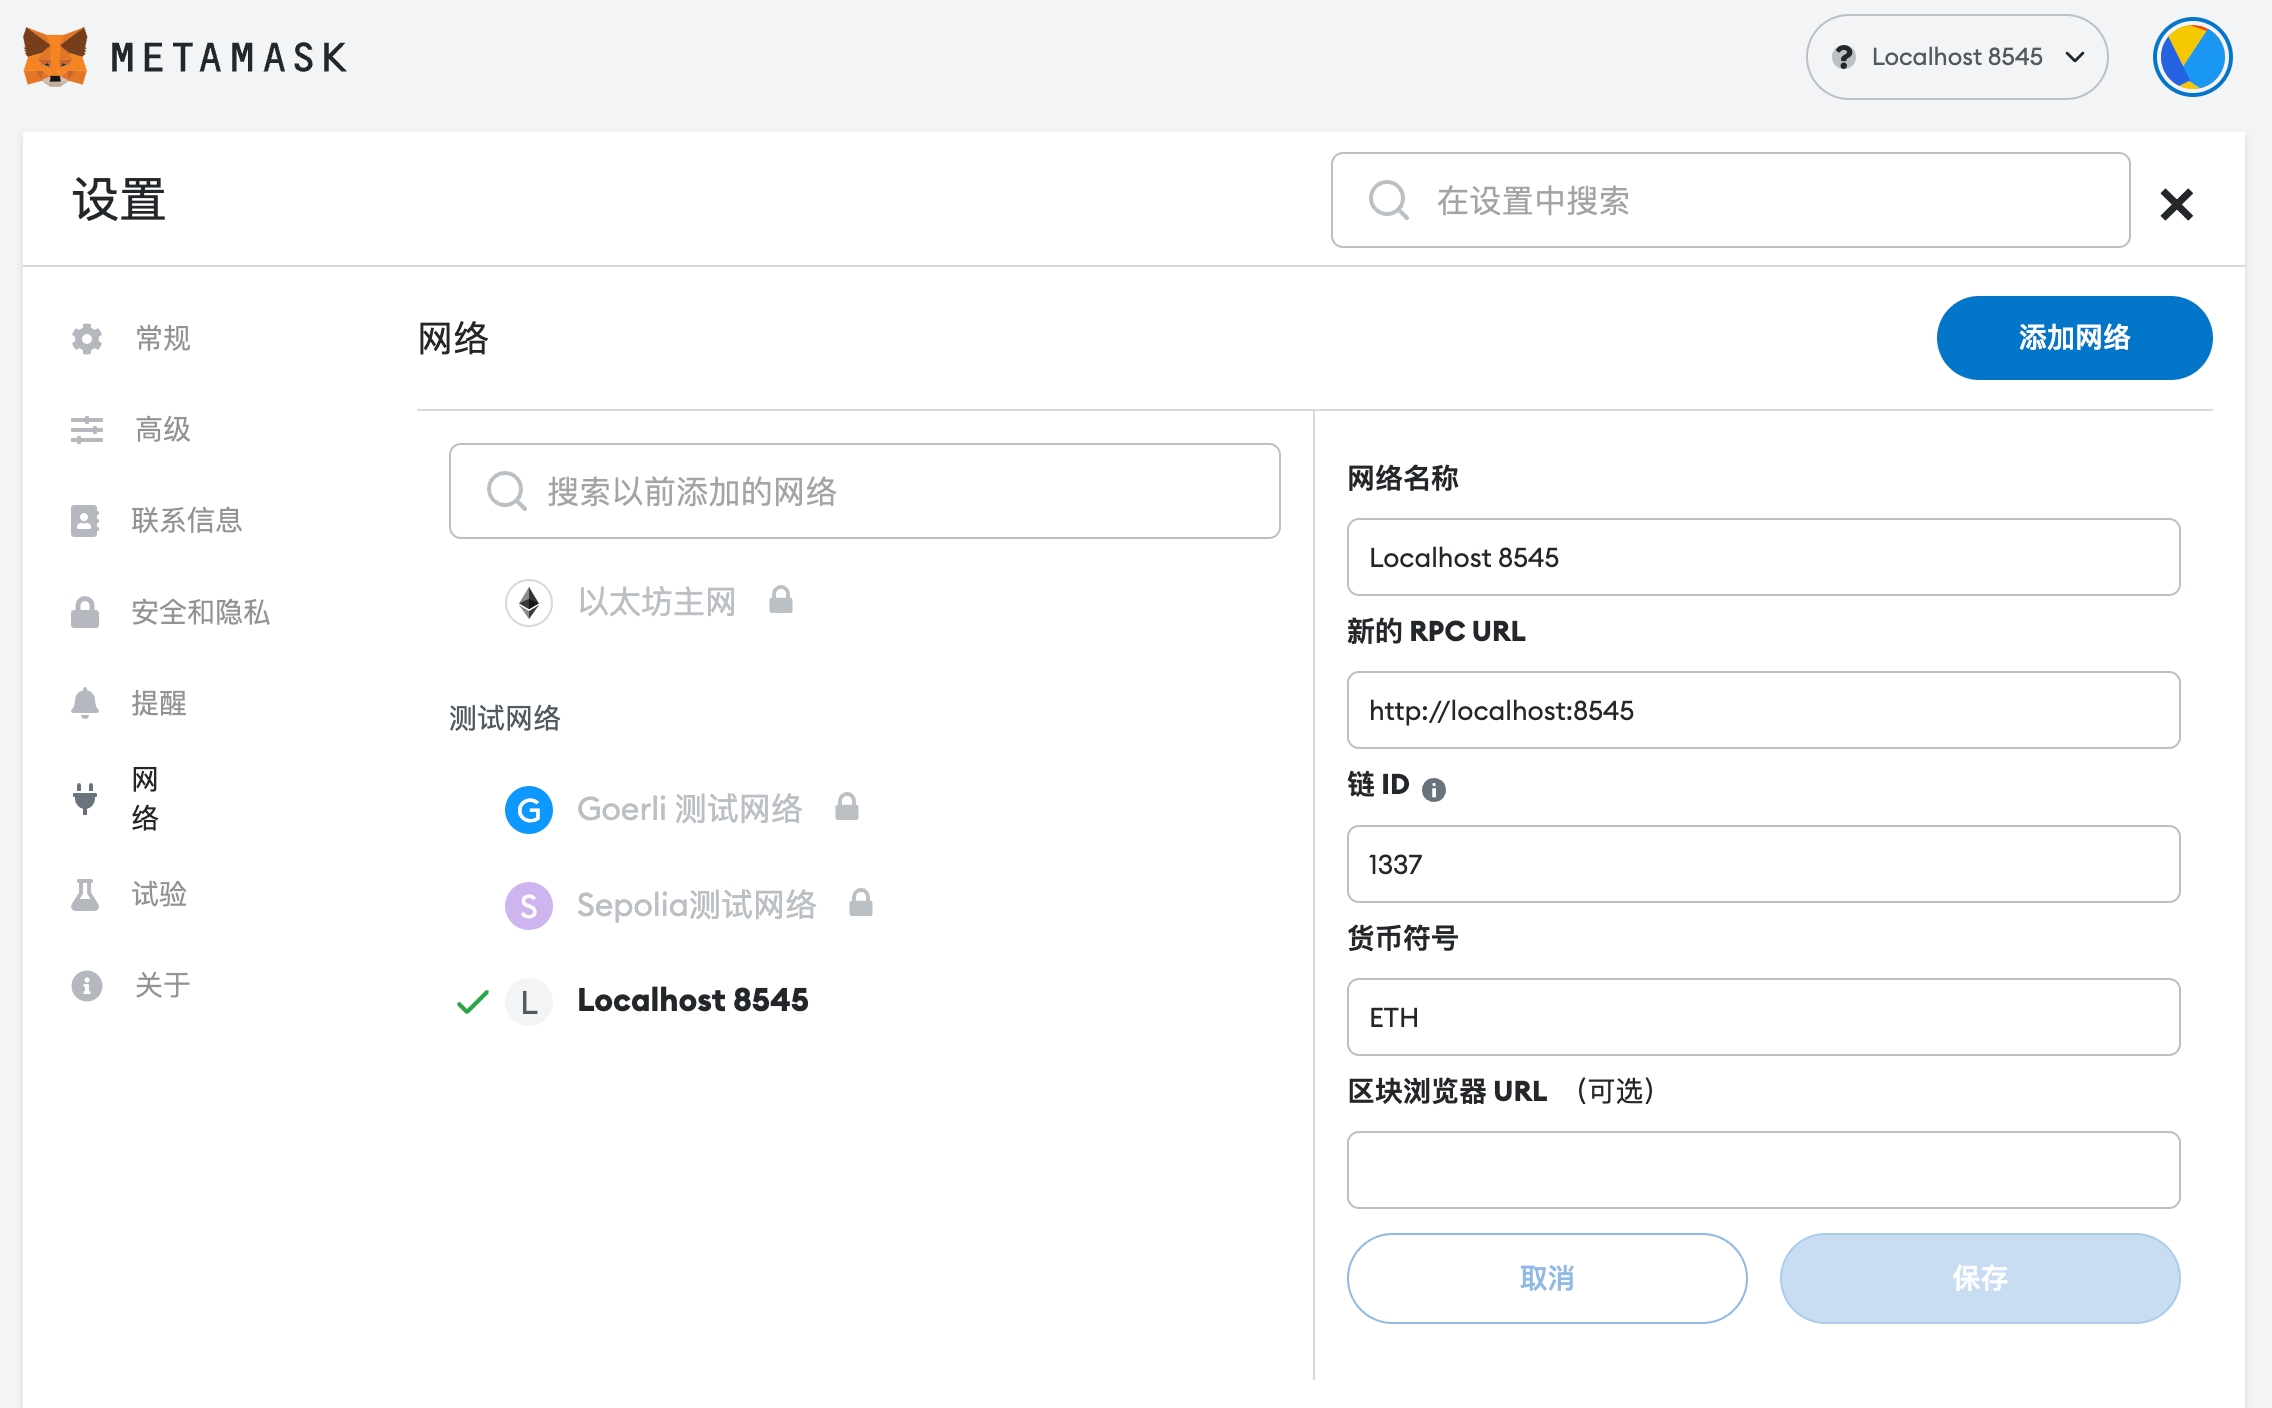 METAMASK
Localhost 8545
设置
在设置中搜索
常规
高级
联系信息
安全和隐私
提醒
网
络
试验
关于
网络
添加网络
搜索以前添加的网络
以太坊主网
测试网络
G Goerli 测试网络
S Sepolia测试网络
L Localhost 8545
网络名称
Localhost 8545
新的 RPC URL
http://localhost:8545
链 ID
1337
货币符号
ETH
区块浏览器 URL （可选）
取消
保存